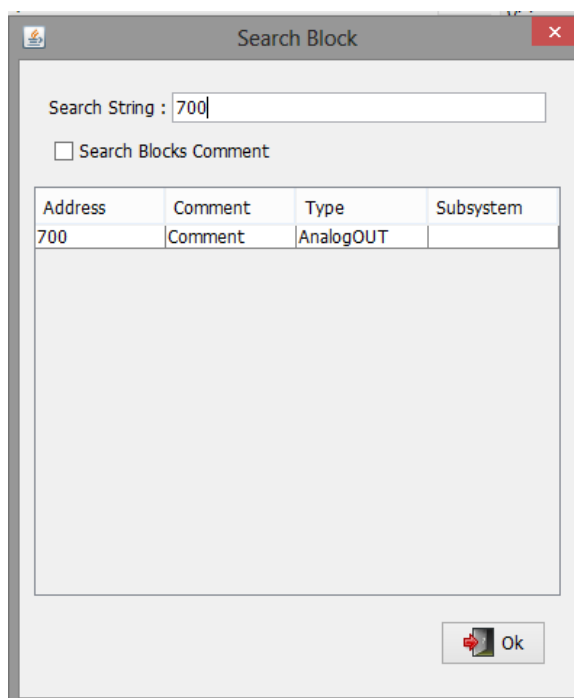 Search Block
Search String : 700
Search Blocks Comment
Address Comment Type Subsystem
700 Comment AnalogOUT
Ok